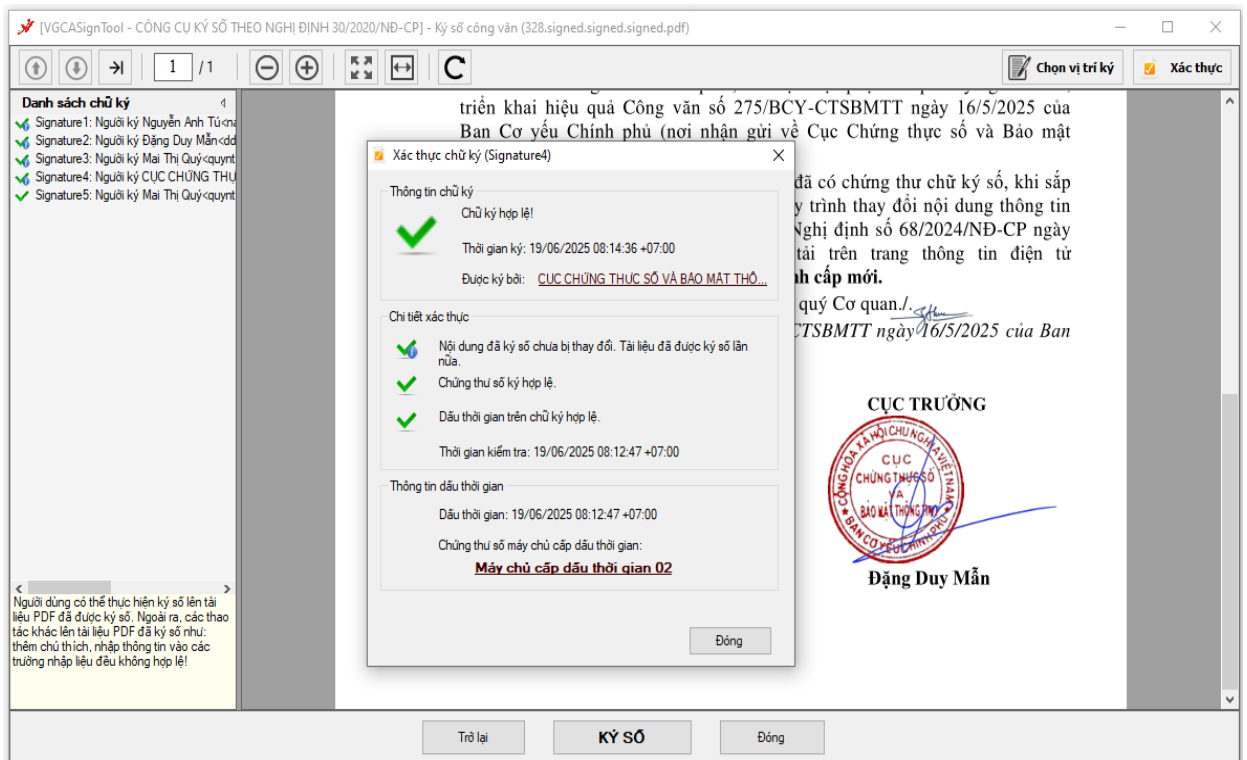 [VGCASignTool - CÔNG CỤ KÝ SỐ THEO NGHỊ ĐỊNH 30/2020/NĐ-CP] - Ký số công văn (328.signed.signed.signed.pdf)
1 / 1
Chọn vị trí ký
Xác thực
Danh sách chữ ký
Signature1: Người ký Nguyễn Anh Tú<na
Signature2: Người ký Đặng Duy Mẫn<dd
Signature3: Người ký Mai Thị Quý<quynt
Signature4: Người ký CỤC CHỨNG THỰ
Signature5: Người ký Mai Thị Quý<quynt
Người dùng có thể thực hiện ký số lên tài
liệu PDF đã được ký số. Ngoài ra, các thao
tác khác lên tài liệu PDF đã ký số như:
thêm chú thích, nhập thông tin vào các
trường nhập liệu đều không hợp lệ!
triển khai hiệu quả Công văn số 275/BCY-CTSBMTT ngày 16/5/2025 của
Ban Cơ yếu Chính phủ (nơi nhận gửi về Cục Chứng thực số và Bảo mật
đã có chứng thư chữ ký số, khi sắp
y trình thay đổi nội dung thông tin
Nghị định số 68/2024/NĐ-CP ngày
tải trên trang thông tin điện tử
nh cấp mới.
quý Cơ quan./.
CTSBMTT ngày 16/5/2025 của Ban
CỤC TRƯỞNG
CỘNG HÒA XÃ HỘI CHỦ NGHĨA VIỆT NAM
CỤC
CHỨNG THỰC SỐ
VÀ
BẢO MẬT THÔNG TIN
BAN CƠ YẾU CHÍNH PHỦ
Đặng Duy Mẫn
Xác thực chữ ký (Signature4)
Thông tin chữ ký
Chữ ký hợp lệ!
Thời gian ký: 19/06/2025 08:14:36 +07:00
Được ký bởi: CỤC CHỨNG THỰC SỐ VÀ BẢO MẬT THÔ...
Chi tiết xác thực
Nội dung đã ký số chưa bị thay đổi. Tài liệu đã được ký số lần
nữa.
Chứng thư số ký hợp lệ.
Dấu thời gian trên chữ ký hợp lệ.
Thời gian kiểm tra: 19/06/2025 08:12:47 +07:00
Thông tin dấu thời gian
Dấu thời gian: 19/06/2025 08:12:47 +07:00
Chứng thư số máy chủ cấp dấu thời gian:
Máy chủ cấp dấu thời gian 02
Đóng
Trở lại
KÝ SỐ
Đóng